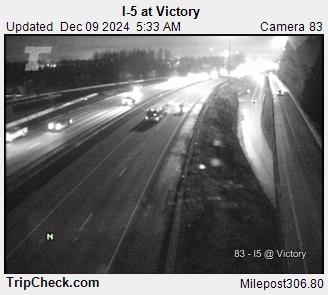 I-5 at Victory
Updated Dec 09 2024 5:33 AM Camera 83
T
N
83 - I5 @ Victory
TripCheck.com Milepost306.80